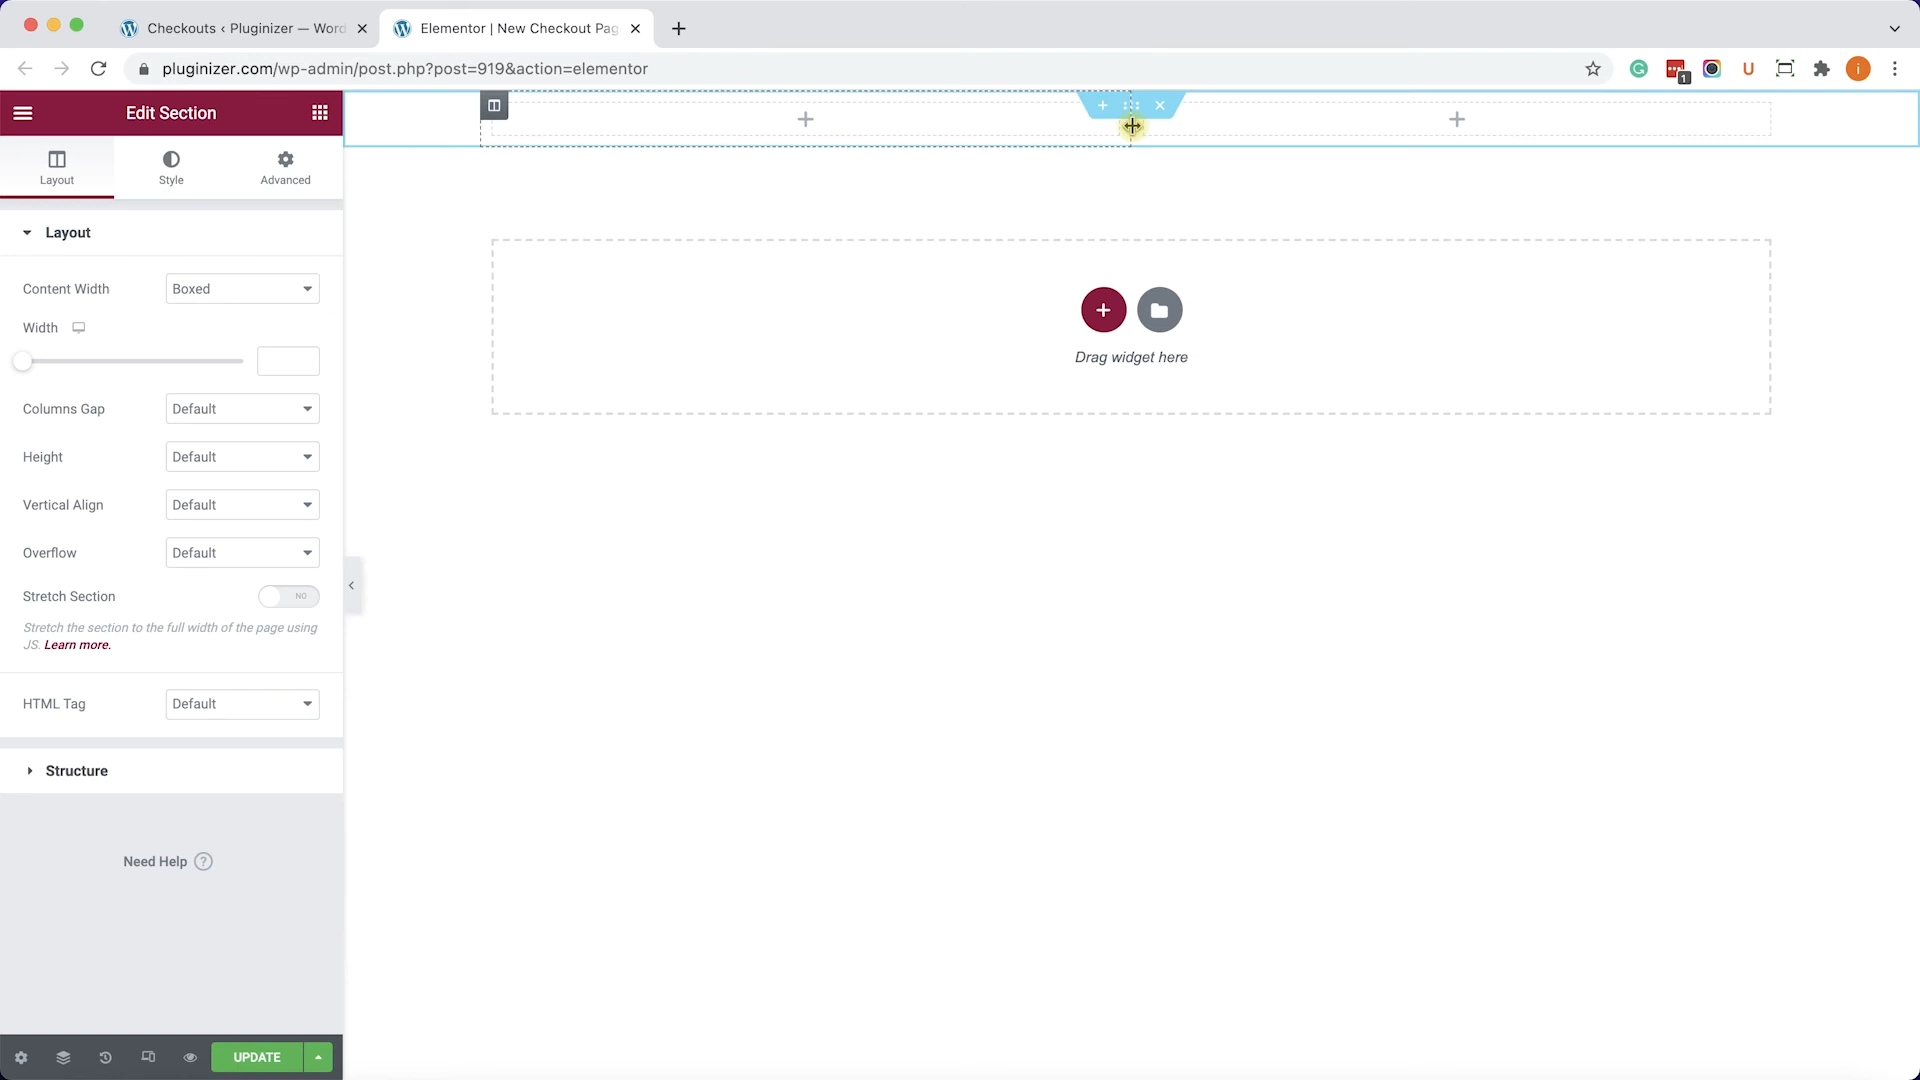 Checkouts ‹ Pluginizer — Word
Elementor | New Checkout Pag
pluginizer.com/wp-admin/post.php?post=919&action=elementor
G
1
U
i
Edit Section
Layout
Style
Advanced
Layout
Content Width
Boxed
Width
Columns Gap
Default
Height
Default
Vertical Align
Default
Overflow
Default
Stretch Section
NO
Stretch the section to the full width of the page using
JS. Learn more.
HTML Tag
Default
Structure
Need Help ?
UPDATE
Drag widget here